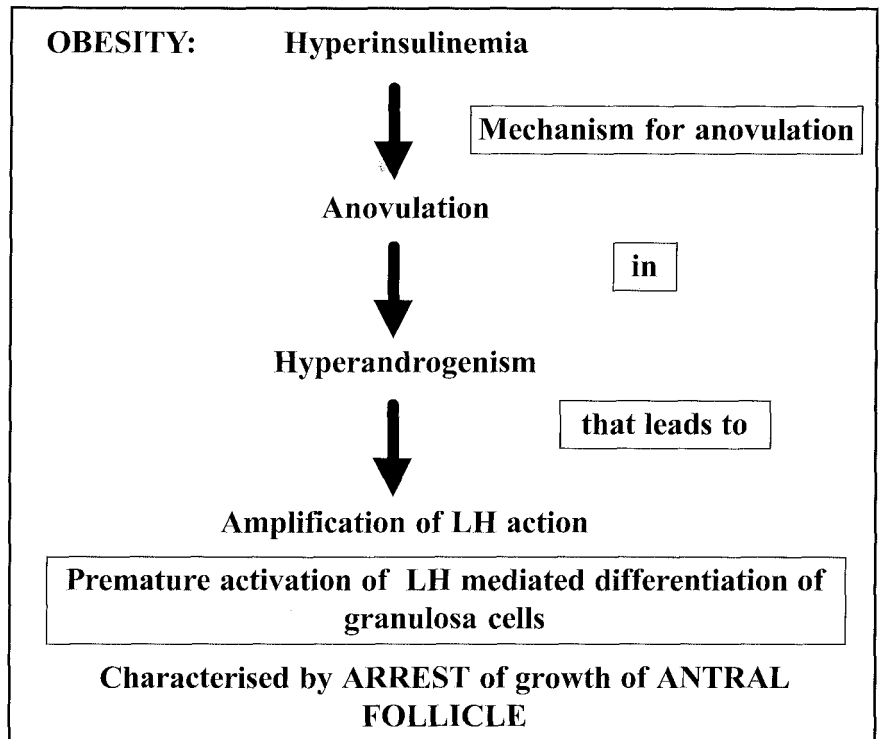 OBESITY: Hyperinsulinemia
Mechanism for anovulation
Anovulation
in
Hyperandrogenism
that leads to
Amplification of LH action
Premature activation of LH mediated differentiation of
granulosa cells
Characterised by ARREST of growth of ANTRAL
FOLLICLE